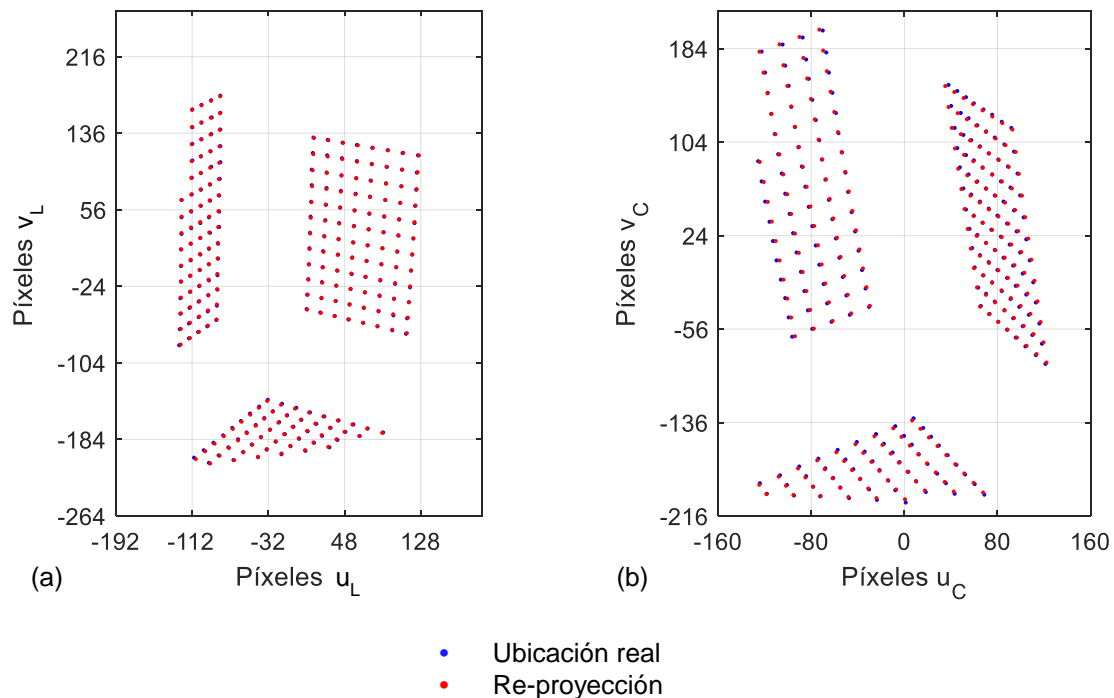 216
136
56
-24
-104
-184
-264
-192
-112
-32
48
128
Píxeles v_L
Píxeles u_L
(a)
184
104
24
-56
-136
-216
-160
-80
0
80
160
Píxeles v_C
Píxeles u_C
(b)
Ubicación real
Re-proyección